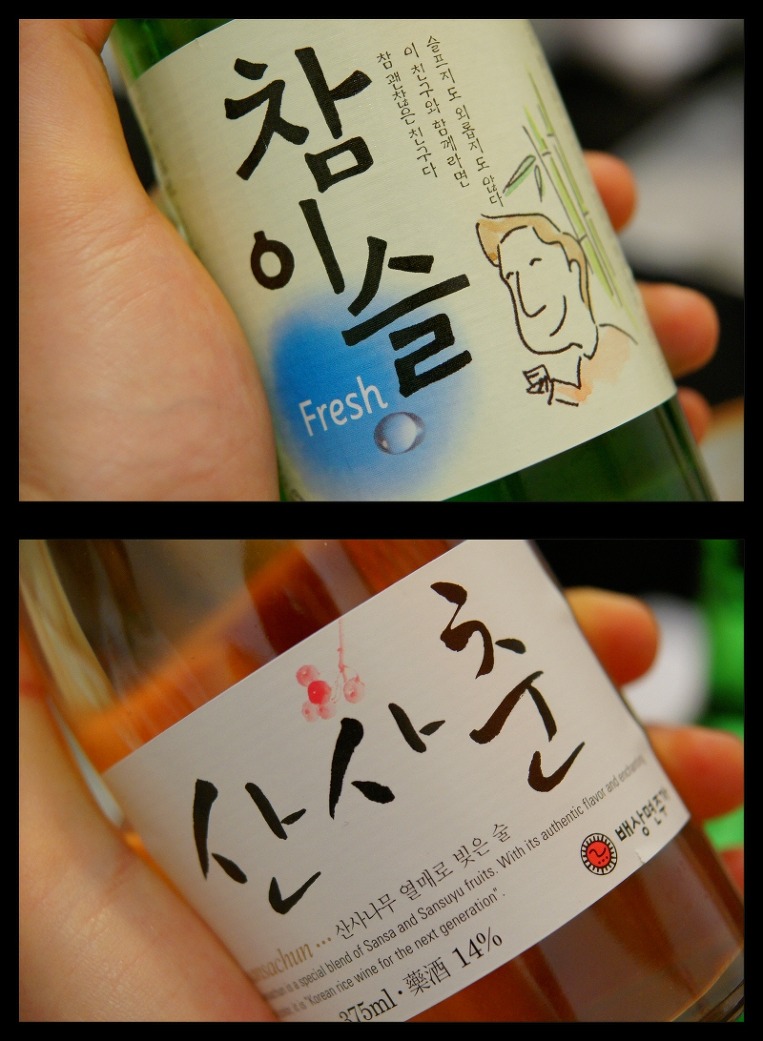 참
이
슬
참 괜찮은 친구다
이 친구와 함께라면
슬프지도 외롭지도 않다
Fresh
산사춘
산사나무 열매로 빚은 술
is a special blend of Sansa and Sansuyu fruits. With its authentic flavor and
it is "Korean rice wine for the next generation".
375ml · 藥酒 14%
배상면주가